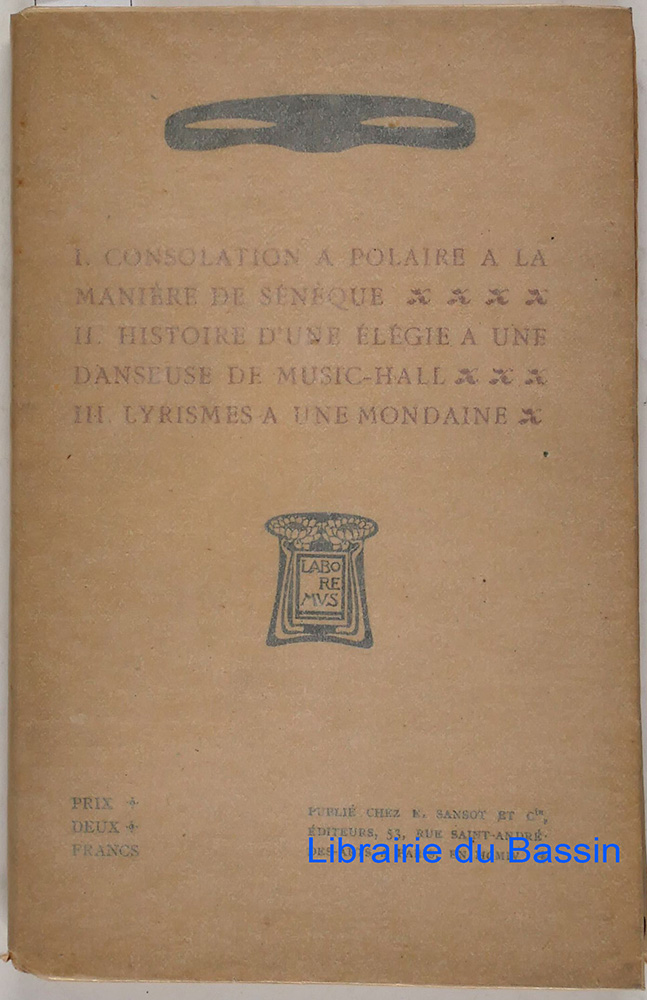 I. CONSOLATION A POLAIRE A LA
MANIÈRE DE SÉNÈQUE
II. HISTOIRE D'UNE ÉLÉGIE A UNE
DANSEUSE DE MUSIC-HALL
III. LYRISMES A UNE MONDAINE
LABO
RE
MVS
PRIX
DEUX
FRANCS
PUBLIÉ CHEZ E. SANSOT ET Cie,
ÉDITEURS, 53, RUE SAINT-ANDRÉ-
DES-ARTS
Librairie du Bassin